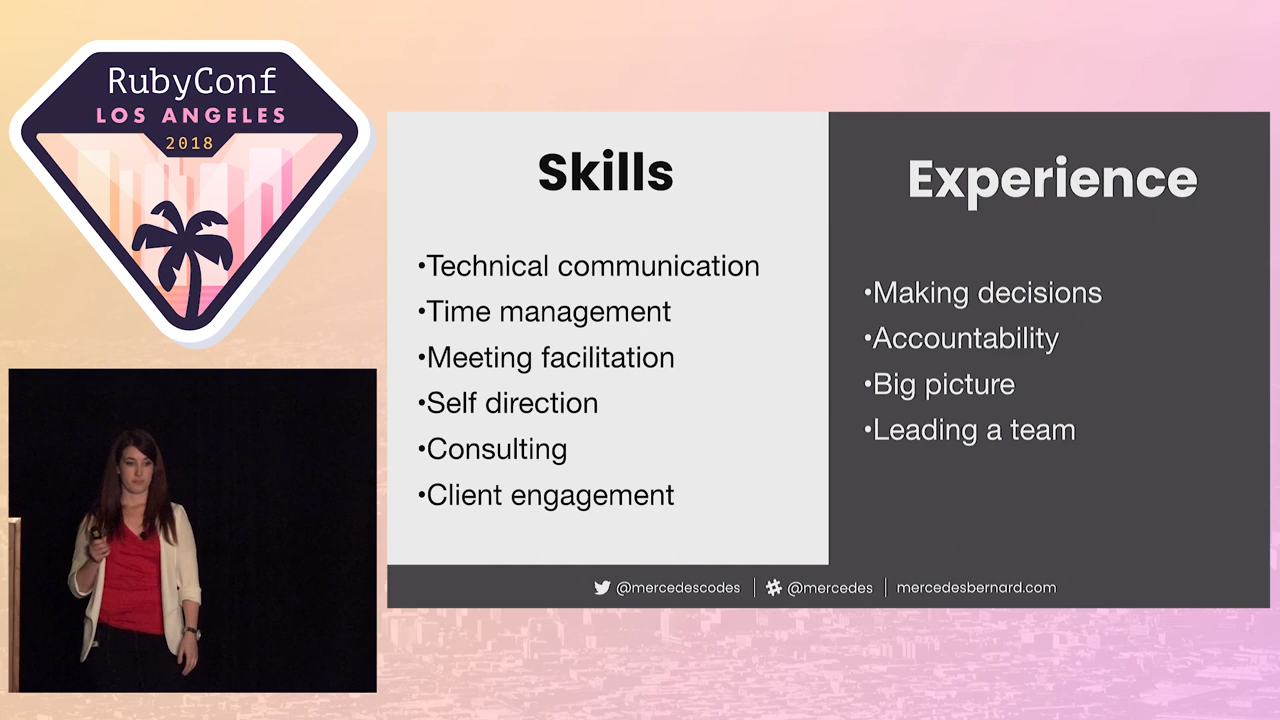 RubyConf
LOS ANGELES
2018
Skills
•Technical communication
•Time management
•Meeting facilitation
•Self direction
•Consulting
•Client engagement
Experience
•Making decisions
•Accountability
•Big picture
•Leading a team
@mercedescodes | @mercedes | mercedesbernard.com